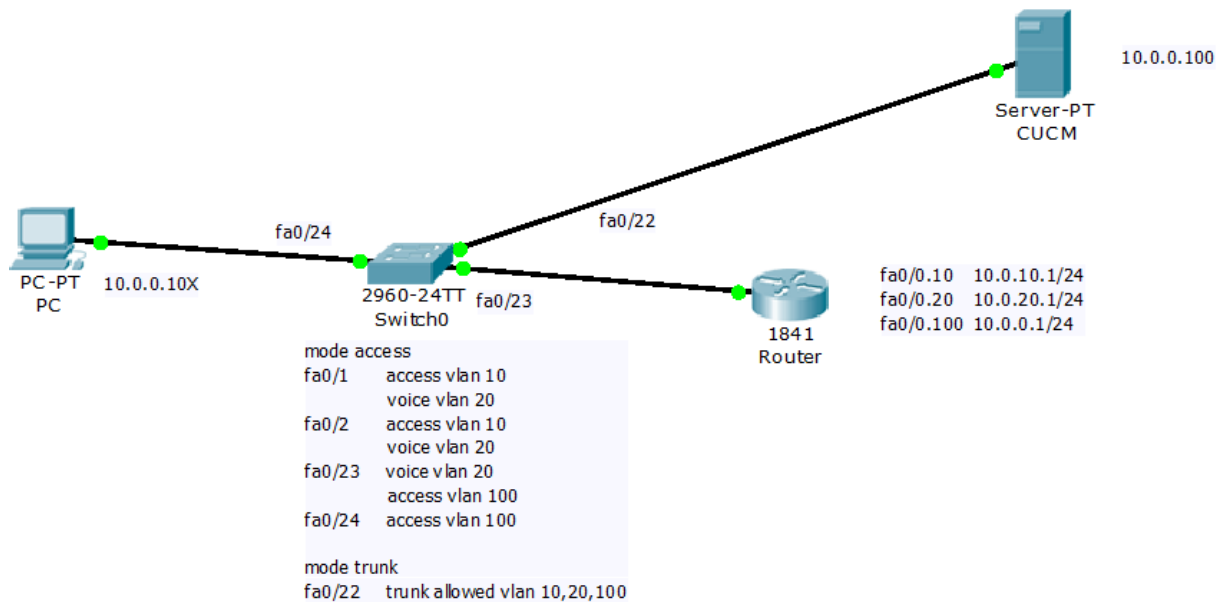 10.0.0.100
Server-PT
CUCM
fa0/24
fa0/22
PC-PT
PC
10.0.0.10X
2960-24TT
Switch0
fa0/23
1841
Router
fa0/0.10 10.0.10.1/24
fa0/0.20 10.0.20.1/24
fa0/0.100 10.0.0.1/24
mode access
fa0/1 access vlan 10
voice vlan 20
fa0/2 access vlan 10
voice vlan 20
fa0/23 voice vlan 20
access vlan 100
fa0/24 access vlan 100
mode trunk
fa0/22 trunk allowed vlan 10,20,100